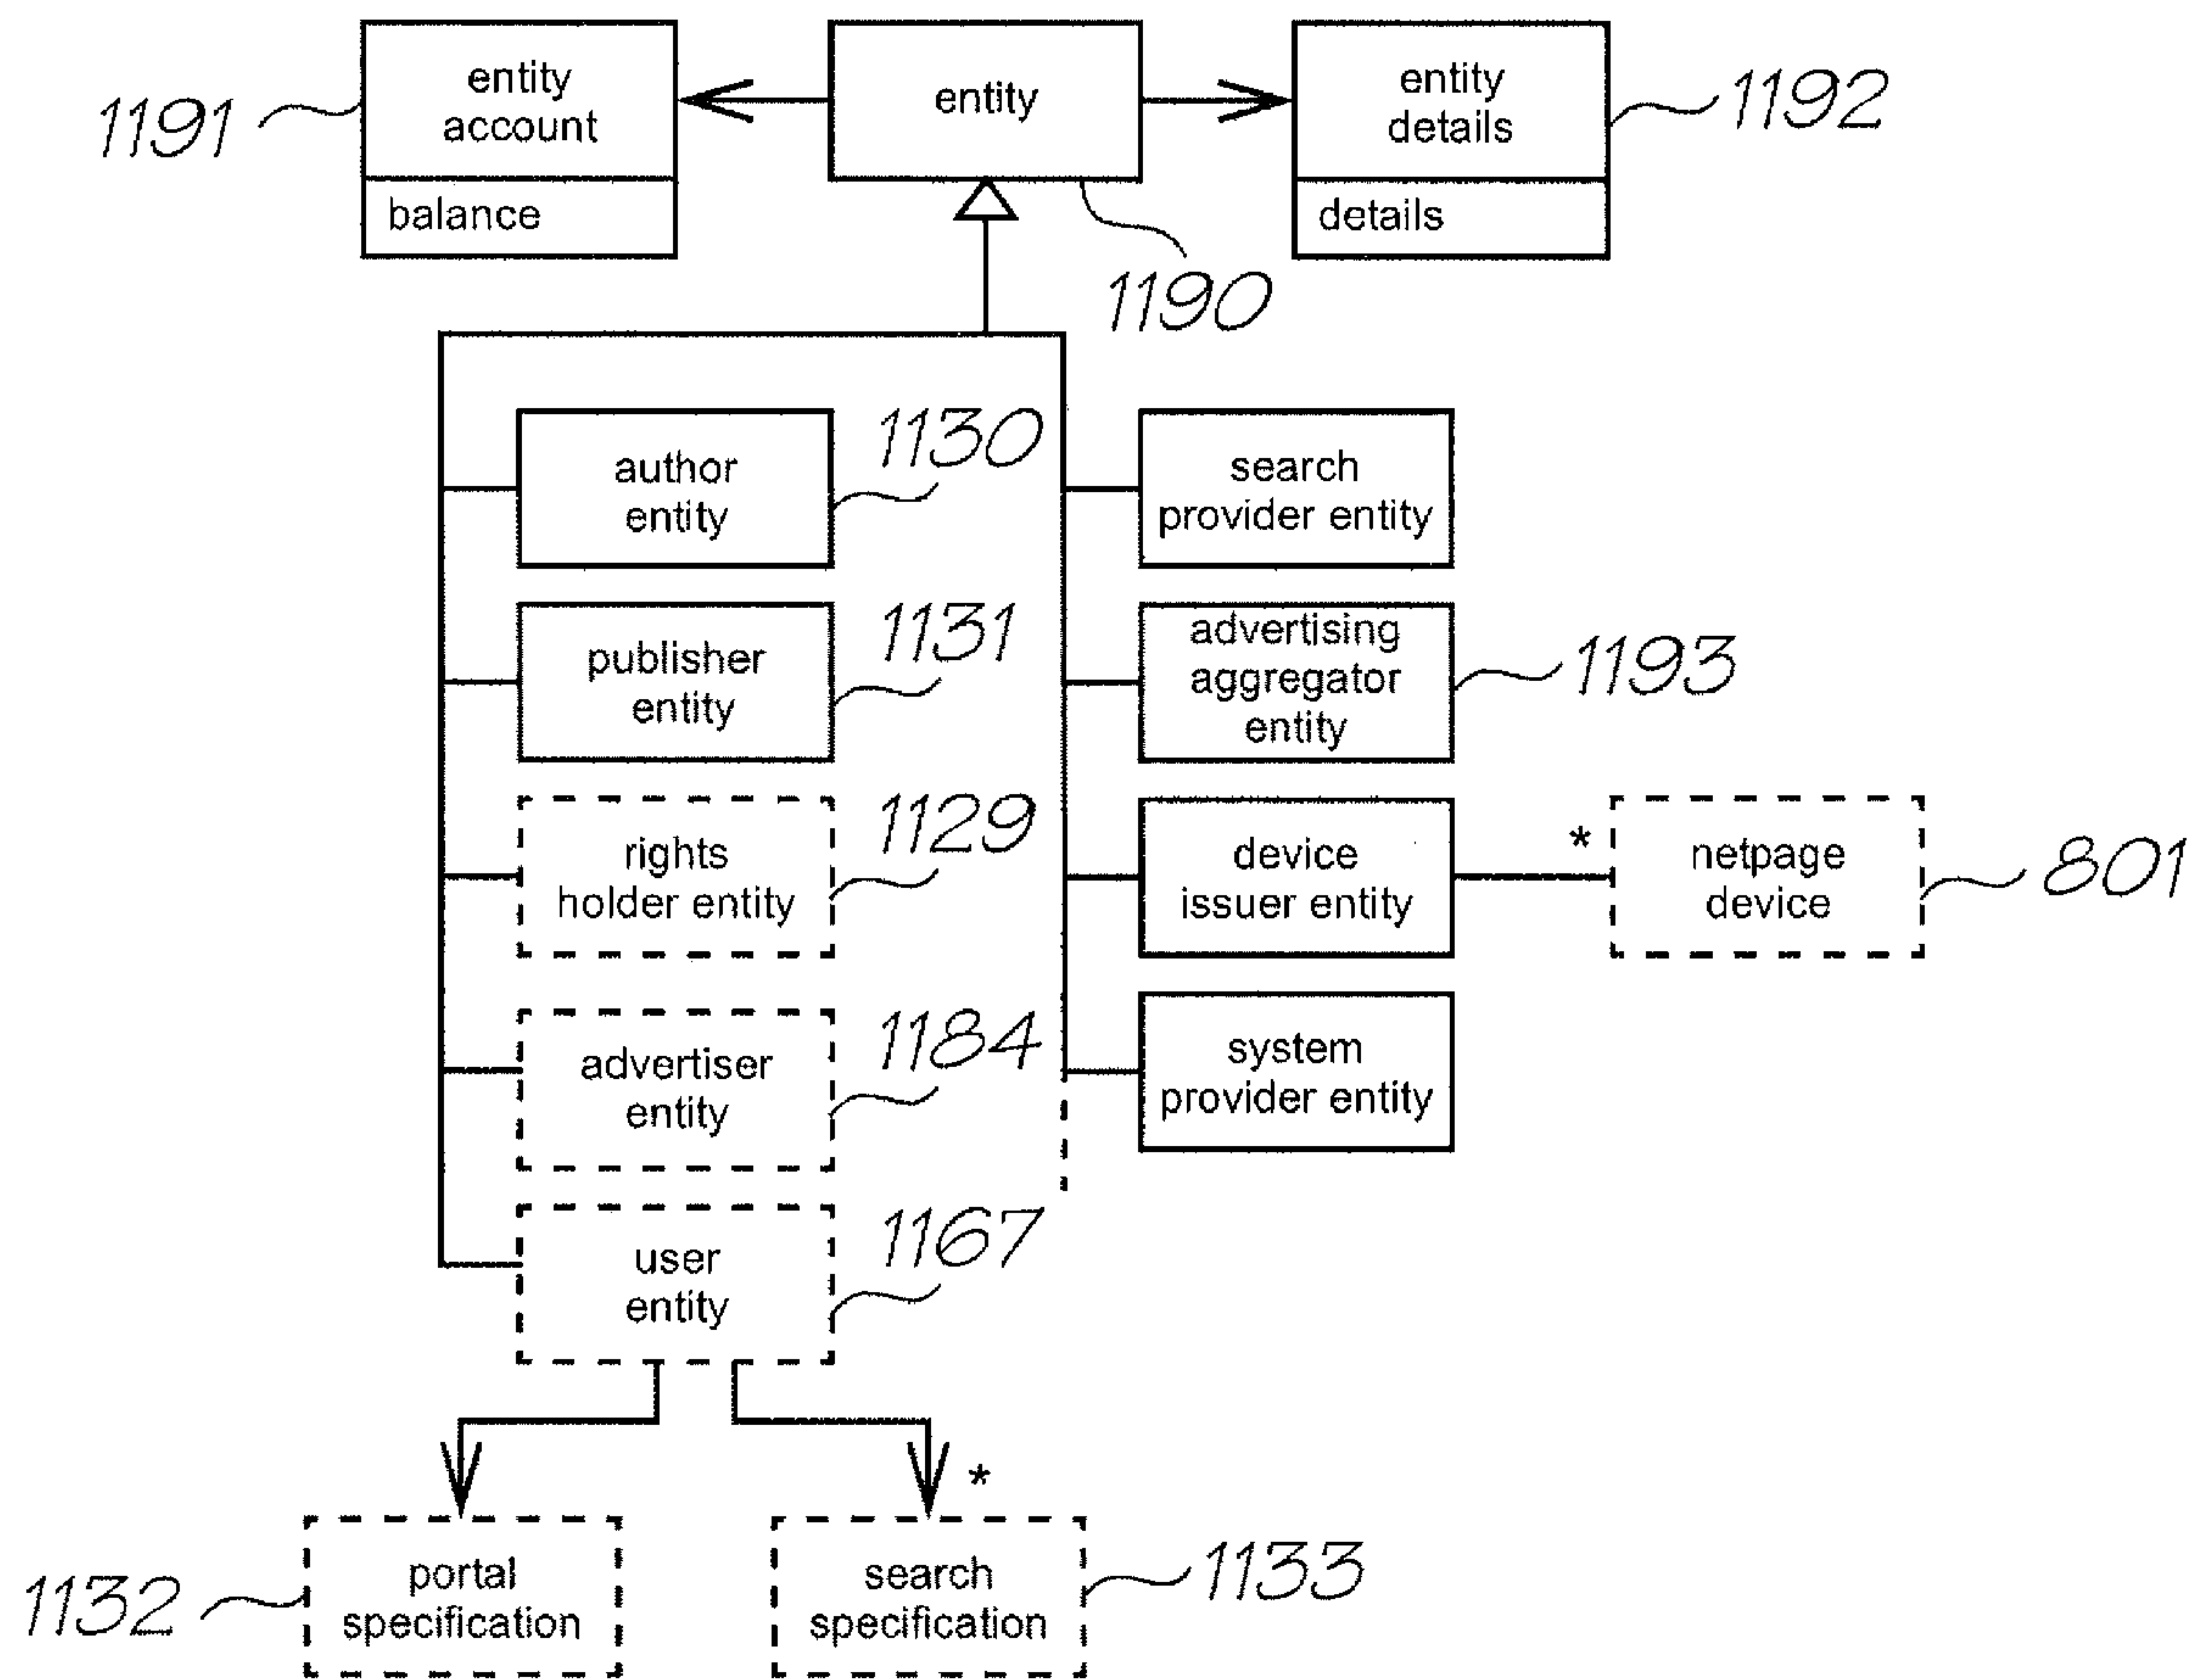 entity
account
balance
1191
entity
1190
entity
details
details
1192
author
entity
1130
publisher
entity
1131
rights
holder entity
1129
advertiser
entity
1184
user
entity
1167
search
provider entity
advertising
aggregator
entity
1193
device
issuer entity
*
netpage
device
801
system
provider entity
portal
specification
1132
*
search
specification
1133